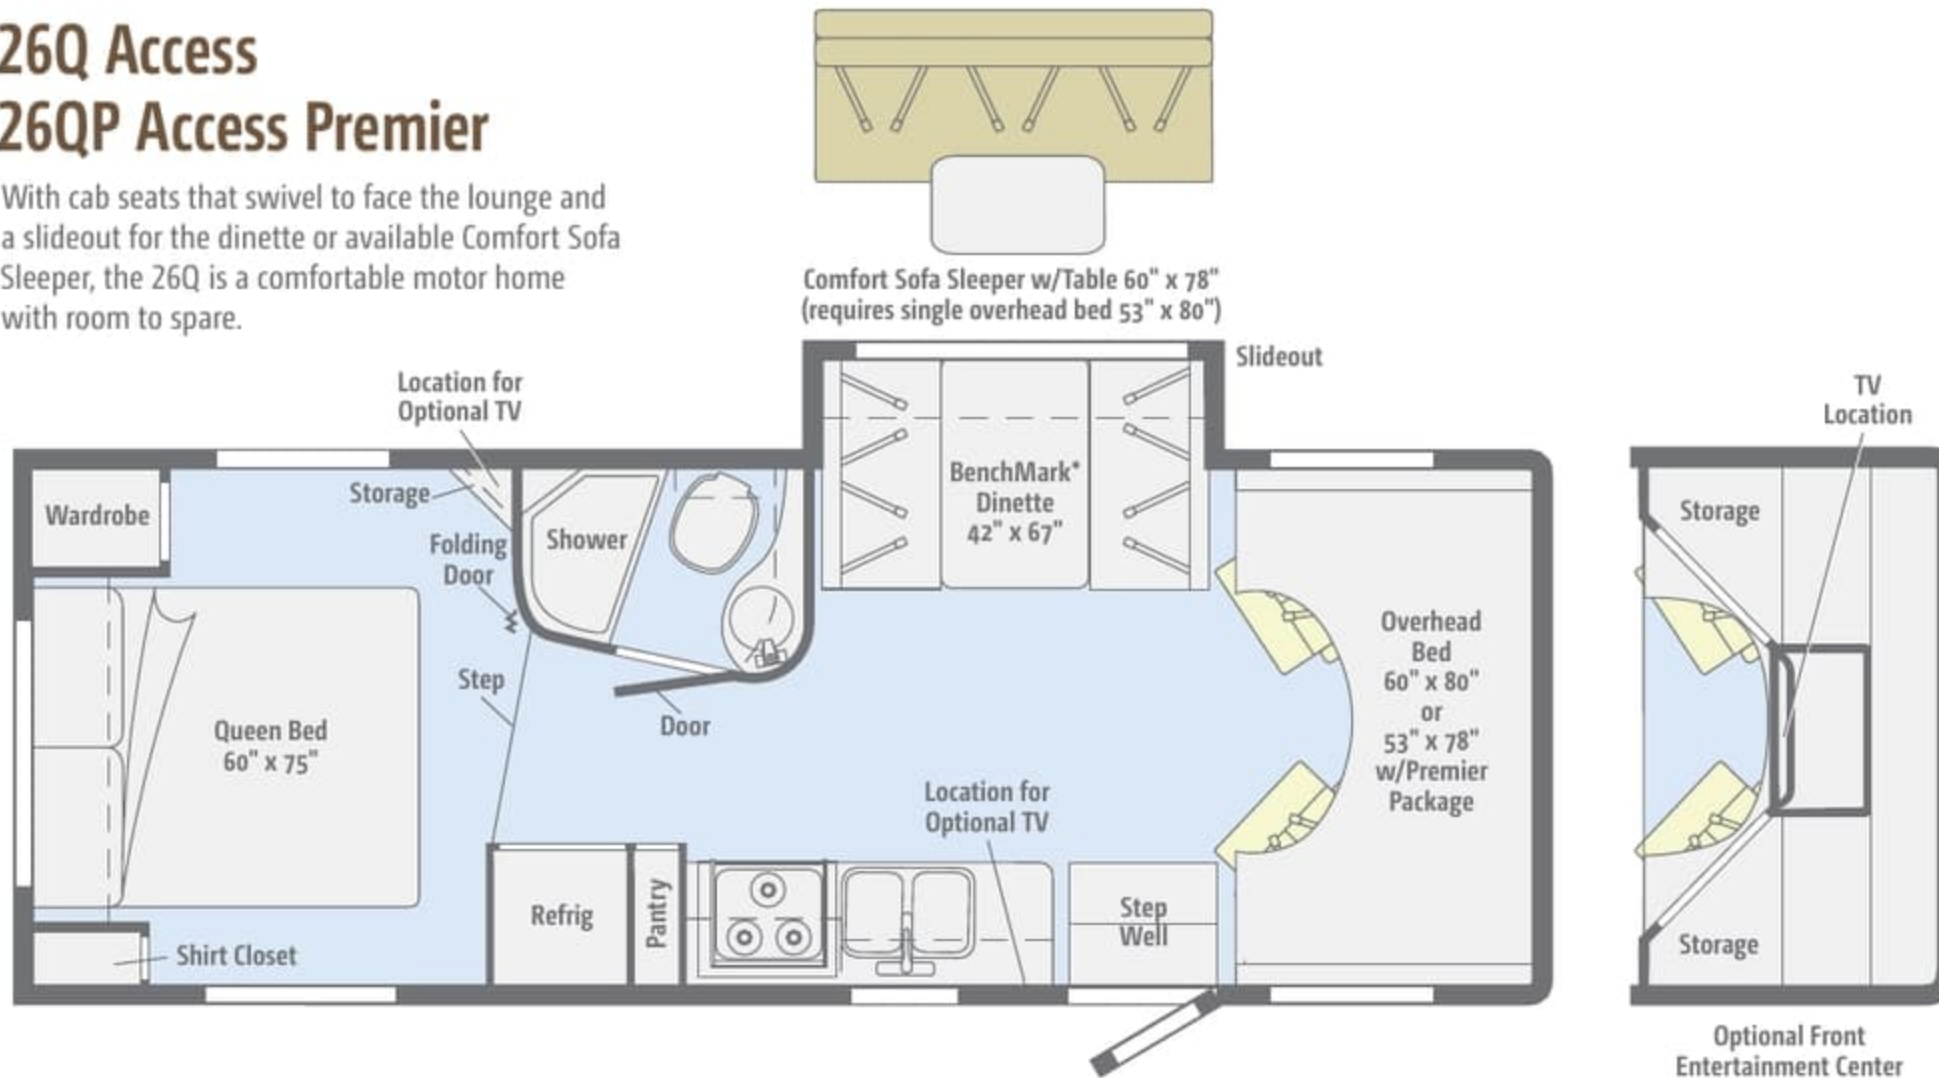 26Q Access
26QP Access Premier
With cab seats that swivel to face the lounge and
a slideout for the dinette or available Comfort Sofa
Sleeper, the 26Q is a comfortable motor home
with room to spare.
Comfort Sofa Sleeper w/Table 60" x 78"
(requires single overhead bed 53" x 80")
Slideout
Location for
Optional TV
TV
Location
Wardrobe
Storage
Folding
Door
Shower
BenchMark*
Dinette
42" x 67"
Storage
Step
Door
Queen Bed
60" x 75"
Overhead
Bed
60" x 80"
or
53" x 78"
w/Premier
Package
Location for
Optional TV
Refrig
Pantry
Step
Well
Shirt Closet
Storage
Optional Front
Entertainment Center